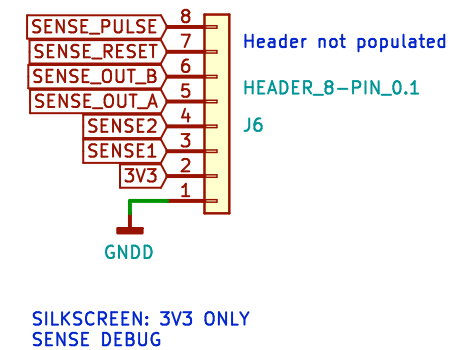 SENSE_PULSE 8
SENSE_RESET 7
SENSE_OUT_B 6
SENSE_OUT_A 5
SENSE2 4
SENSE1 3
3V3 2
1
Header not populated
HEADER_8-PIN_0.1
J6
GNDD
SILKSCREEN: 3V3 ONLY
SENSE DEBUG